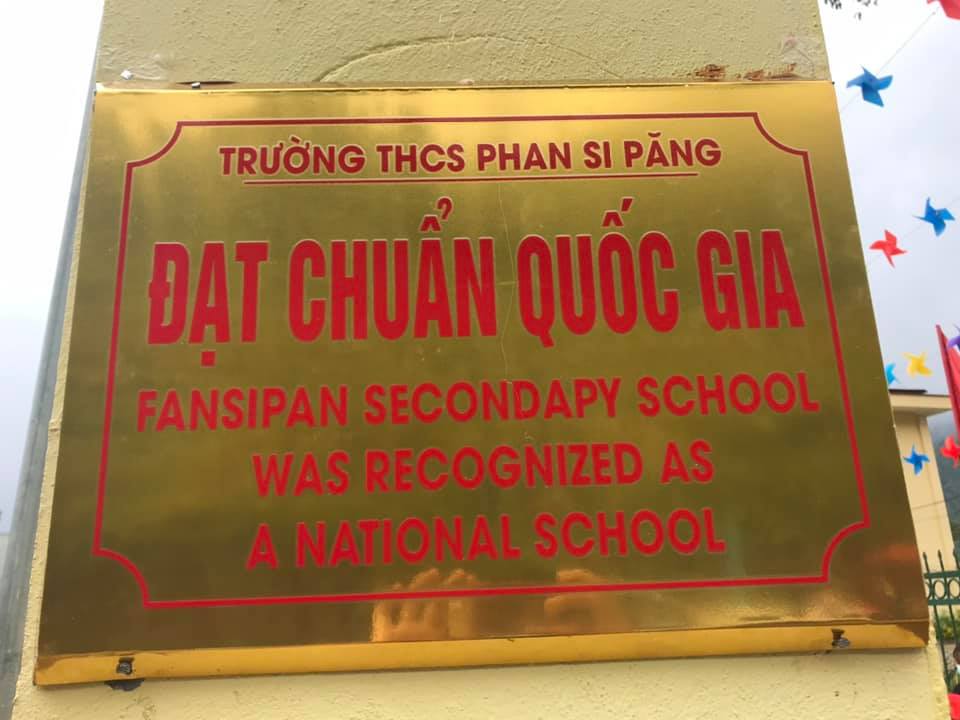 TRƯỜNG THCS PHAN SI PĂNG
ĐẠT CHUẨN QUỐC GIA
FANSIPAN SECONDAPY SCHOOL
WAS RECOGNIZED AS
A NATIONAL SCHOOL